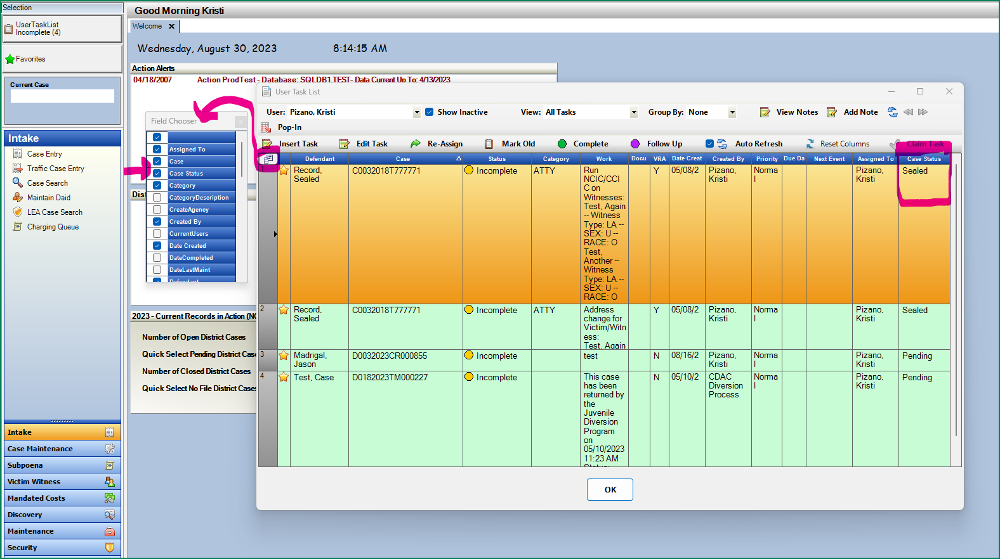 Selection
UserTaskList
Incomplete (4)
Favorites
Current Case
Intake
Case Entry
Traffic Case Entry
Case Search
Maintain Daid
LEA Case Search
Charging Queue
Intake
Case Maintenance
Subpoena
Victim Witness
Mandated Costs
Discovery
Maintenance
Security
Good Morning Kristi
Welcome
Wednesday, August 30, 2023 8:14:15 AM
Action Alerts
04/18/2007 Action ProdTest - Database: SQLDB1.TEST- Data Current Up To: 4/13/2023
Dist
2023 - Current Records in Action (NO
Number of Open District Cases
Quick Select Pending District Case
Number of Closed District Cases
Quick Select No File District Cases
Field Chooser
Assigned To
Case
Case Status
Category
CategoryDescription
CreateAgency
Created By
CurrentUsers
Date Created
DateCompleted
DateLastMaint
Defendant
User Task List
User: Pizano, Kristi Show Inactive View: All Tasks Group By: None View Notes Add Note
Pop-In
Insert Task Edit Task Re-Assign Mark Old Complete Follow Up Auto Refresh Reset Columns Claim Task
Defendant Case Status Category Work Docu VRA Date Creat Created By Priority Due Da Next Event Assigned To Case Status
1 Record, Sealed C0032018T777771 Incomplete ATTY Run Y 05/08/2 Pizano, Kristi Norma l Pizano, Kristi Sealed
NCIC/CCI
C on
Witnesses:
Test, Again
-- Witness
Type: LA --
SEX: U --
RACE: O
Test,
Another --
Witness
Type: LA --
SEX: U --
RACE: O
2 Record, Sealed C0032018T777771 Incomplete ATTY Address Y 05/08/2 Pizano, Kristi Norma l Pizano, Kristi Sealed
change for
Victim/Witn
ess:
Test, Again
3 Madrigal, Jason D0032023CR000855 Incomplete test N 08/16/2 Pizano, Kristi Norma l Pizano, Kristi Pending
4 Test, Case D0182023TM000227 Incomplete This case N 05/10/2 CDAC Diversion Process Norma l Pizano, Kristi Pending
has been
returned by
the
Juvenile
Diversion
Program
on
05/10/2023
11:23 AM
Status:
OK